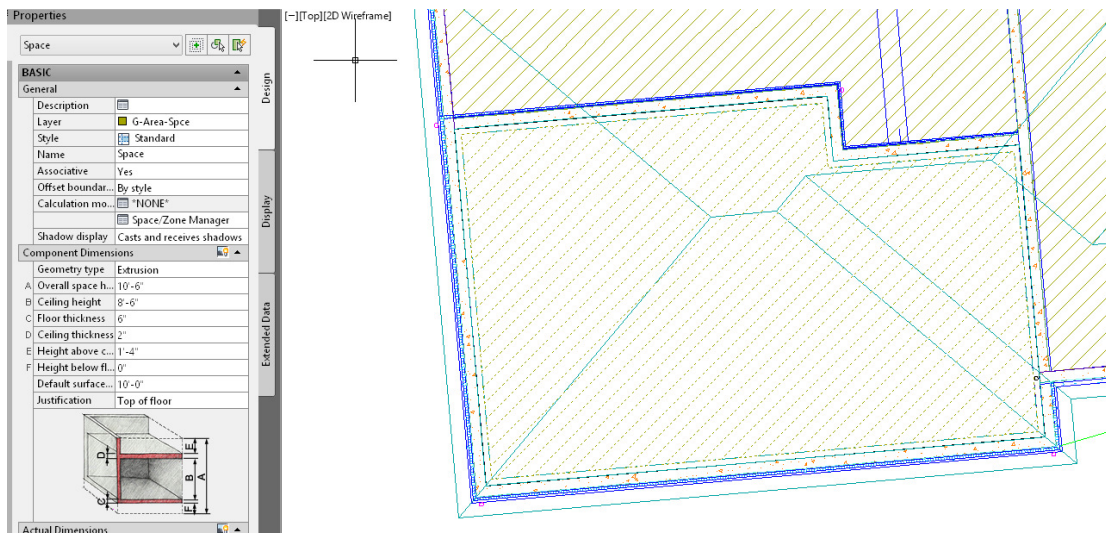 Properties
[−][Top][2D Wireframe]
Space
BASIC
General
Description
Layer G-Area-Spce
Style Standard
Name Space
Associative Yes
Offset boundar... By style
Calculation mo... *NONE*
Space/Zone Manager
Shadow display Casts and receives shadows
Component Dimensions
Geometry type Extrusion
A Overall space h... 10'-6"
B Ceiling height 8'-6"
C Floor thickness 6"
D Ceiling thickness 2"
E Height above c... 1'-4"
F Height below fl... 0"
Default surface... 10'-0"
Justification Top of floor
D
E
B
A
C
F
Actual Dimensions
Design
Display
Extended Data